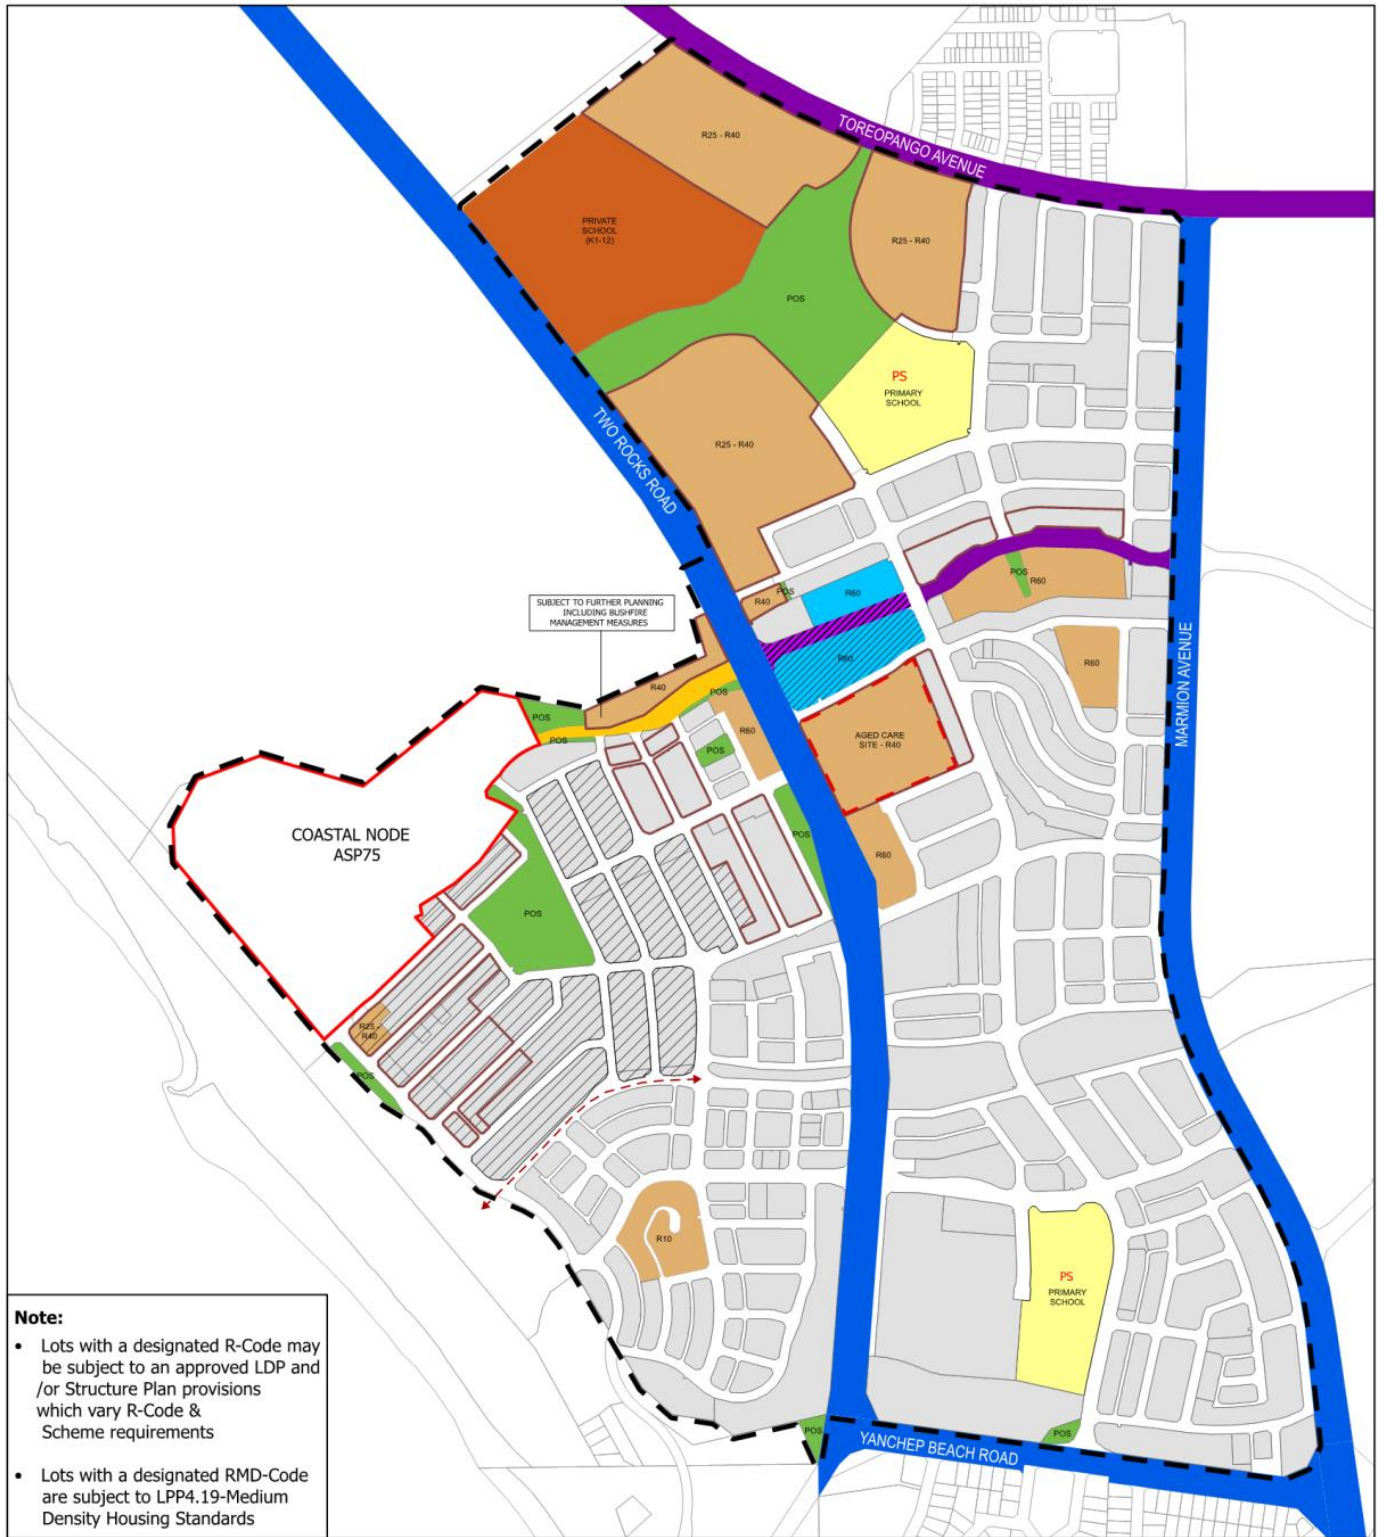 R25 - R40
TOREOPANGO AVENUE
PRIVATE
SCHOOL
(K1-12)
R25 - R40
POS
PS
PRIMARY
SCHOOL
TWO ROCKS ROAD
R25 - R40
POS
R60
POS
R60
R40
SUBJECT TO FURTHER PLANNING
INCLUDING BUSHFIRE
MANAGEMENT MEASURES
R60
R60
MARMION AVENUE
R40
POS
POS
POS
R60
POS
AGED CARE
SITE - R40
COASTAL NODE
ASP75
POS
R60
POS
R25 -
R40
POS
R10
PS
PRIMARY
SCHOOL
POS
POS
YANCHEP BEACH ROAD
Note:
• Lots with a designated R-Code may
be subject to an approved LDP and
/or Structure Plan provisions
which vary R-Code &
Scheme requirements
• Lots with a designated RMD-Code
are subject to LPP4.19-Medium
Density Housing Standards